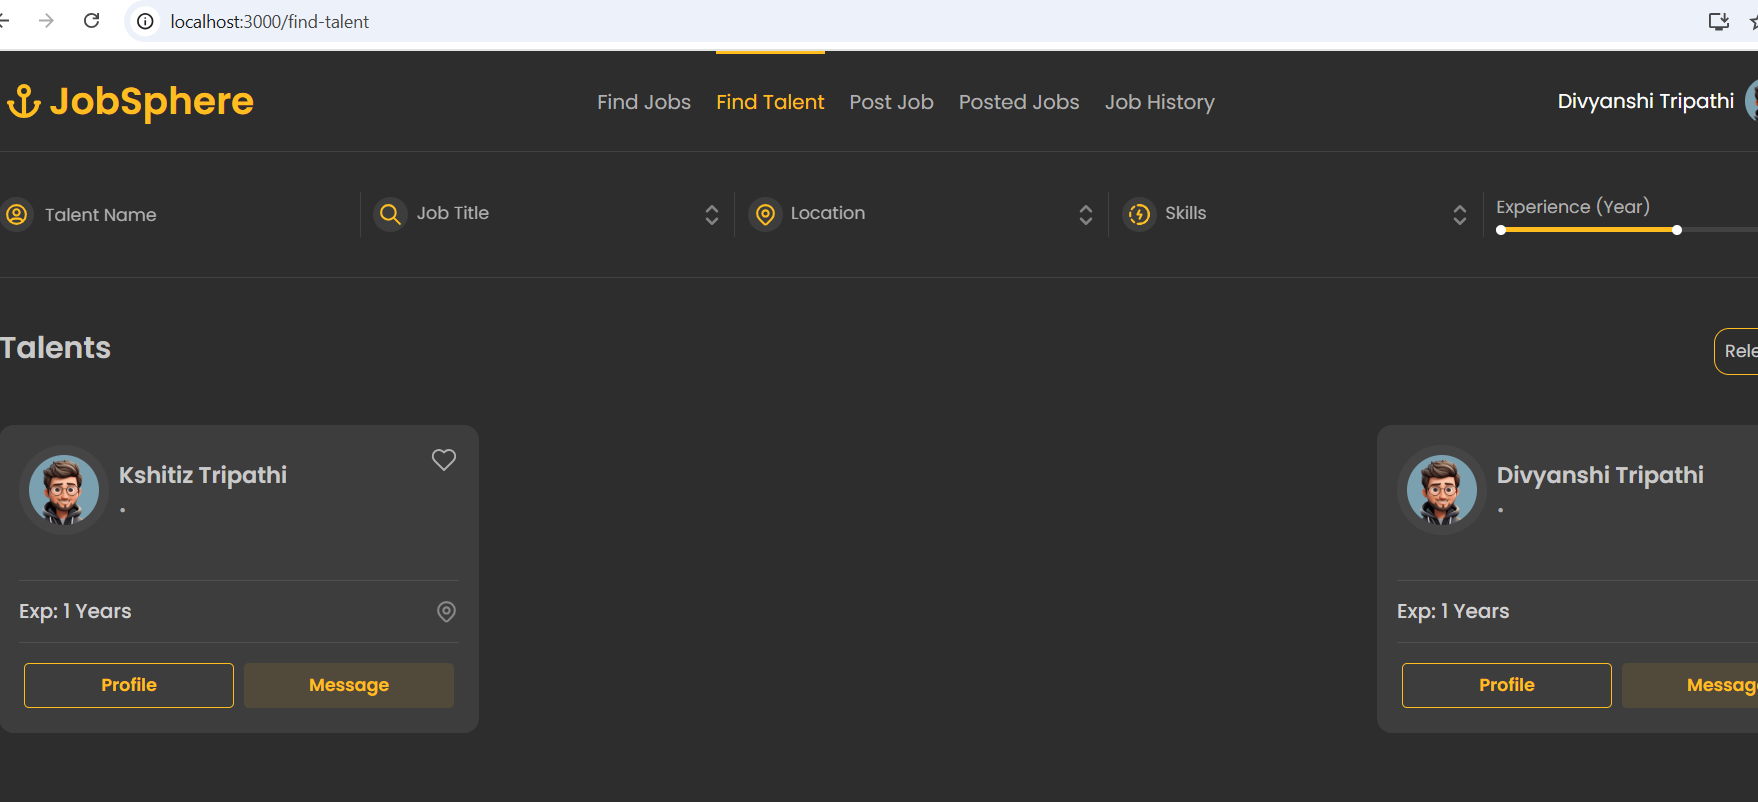 localhost:3000/find-talent
JobSphere
Find Jobs Find Talent Post Job Posted Jobs Job History
Divyanshi Tripathi
Talent Name
Job Title
Location
Skills
Experience (Year)
Talents
Kshitiz Tripathi
Exp: 1 Years
Profile Message
Divyanshi Tripathi
Exp: 1 Years
Profile